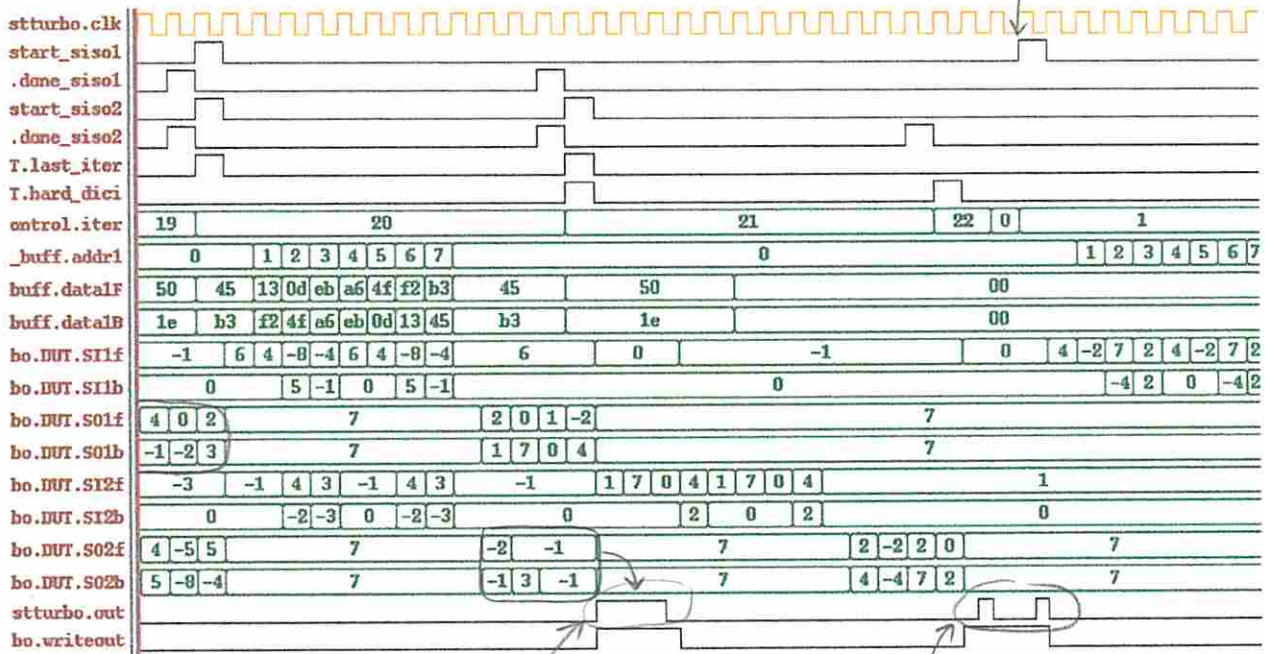 stturbo.clk
start_siso1
.done_siso1
start_siso2
.done_siso2
T.last_iter
T.hard_dici
ontrol.iter 19 20 21 22 0 1
_buff.addr1 0 1 2 3 4 5 6 7 0 1 2 3 4 5 6 7
buff.data1F 50 45 13 0d eb a6 4f f2 b3 45 50 00
buff.data1B 1e b3 f2 4f a6 eb 0d 13 45 b3 1e 00
bo.DUT.SI1f -1 6 4 -8 -4 6 4 -8 -4 6 0 -1 0 4 -2 7 2 4 -2 7 2
bo.DUT.SI1b 0 5 -1 0 5 -1 0 -4 2 0 -4 2
bo.DUT.SO1f 4 0 2 7 2 0 1 -2 7
bo.DUT.SO1b -1 -2 3 7 1 7 0 4 7
bo.DUT.SI2f -3 -1 4 3 -1 4 3 -1 1 7 0 4 1 7 0 4 1
bo.DUT.SI2b 0 -2 -3 0 -2 -3 0 2 0 2 0
bo.DUT.SO2f 4 -5 5 7 -2 -1 7 2 -2 2 0 7
bo.DUT.SO2b 5 -8 -4 7 -1 3 -1 7 4 -4 7 2 7
stturbo.out
bo.writeout